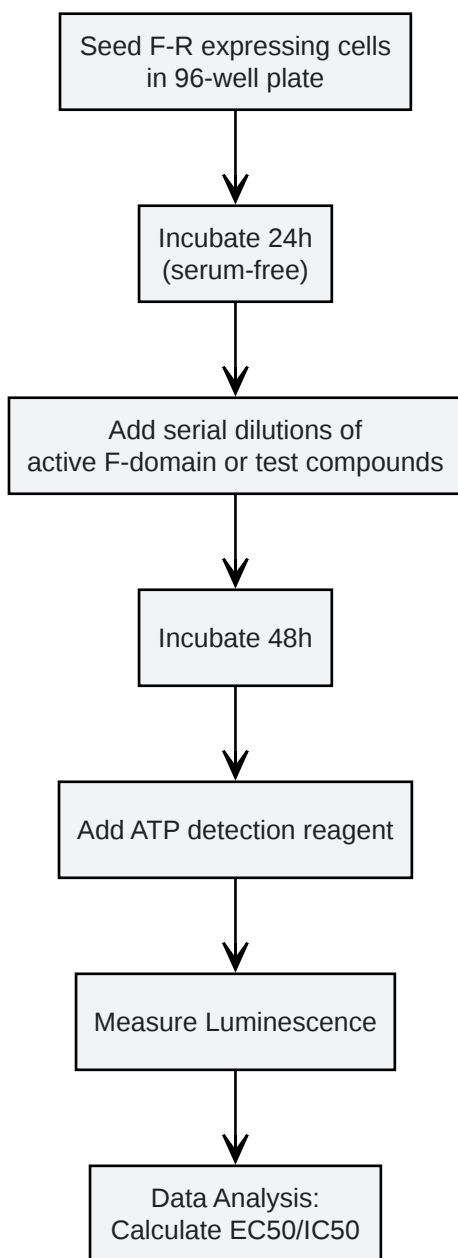 Seed F-R expressing cells
in 96-well plate
Incubate 24h
(serum-free)
Add serial dilutions of
active F-domain or test compounds
Incubate 48h
Add ATP detection reagent
Measure Luminescence
Data Analysis:
Calculate EC50/IC50